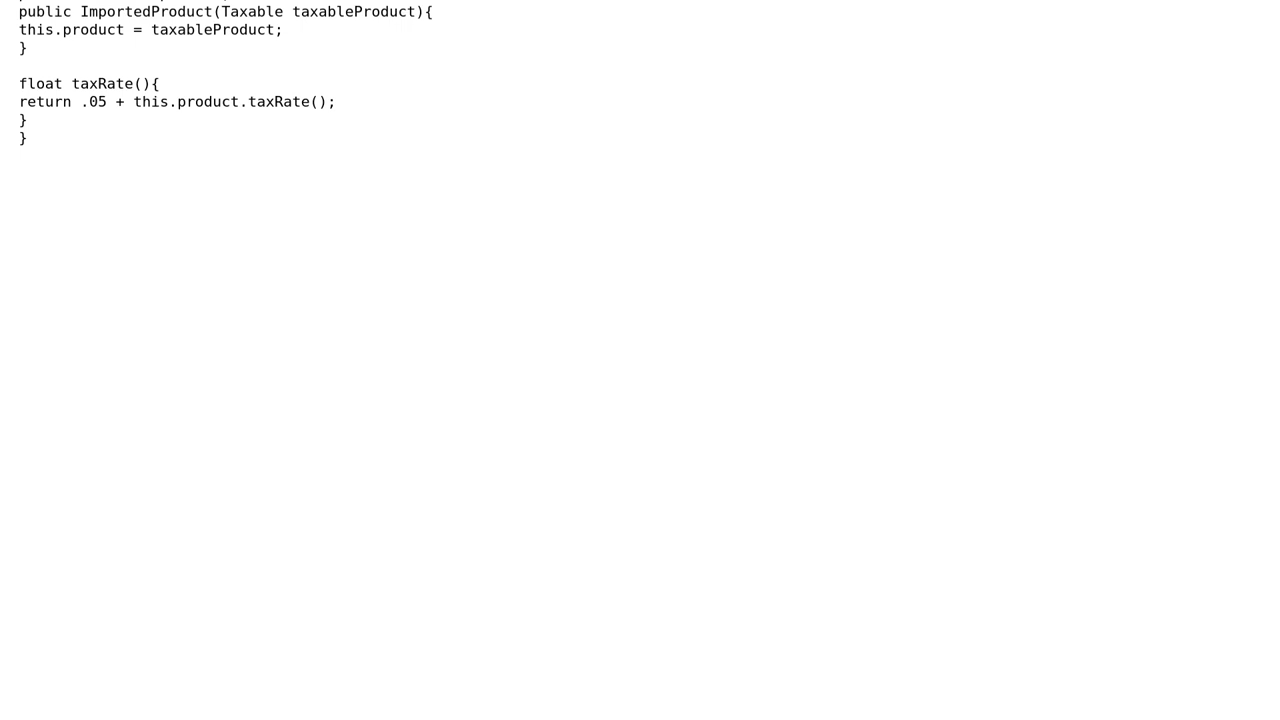 public ImportedProduct(Taxable taxableProduct){
this.product = taxableProduct;
}

float taxRate(){
return .05 + this.product.taxRate();
}
}